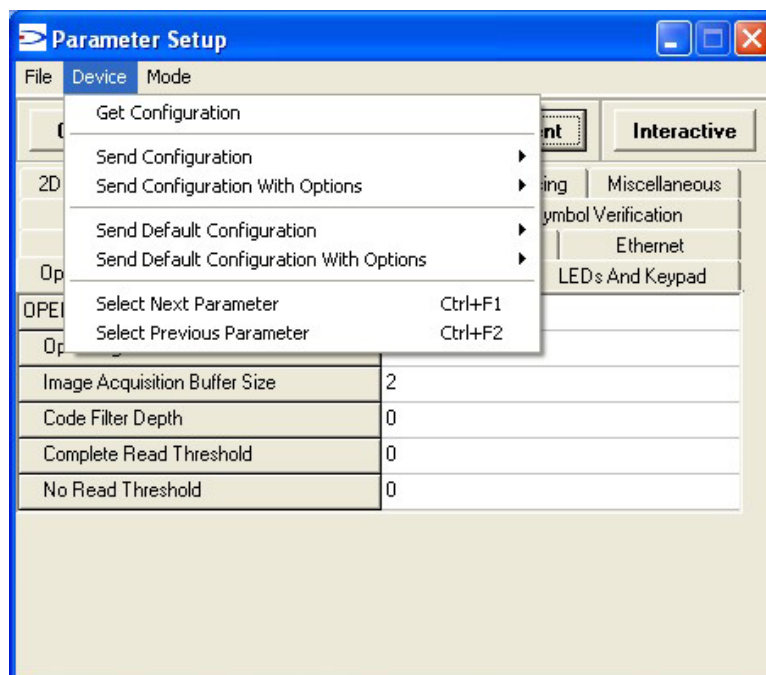 Parameter Setup
File Device Mode
Get Configuration
Interactive
Send Configuration
2D Miscellaneous
Send Configuration With Options
Verification
Send Default Configuration
Ethernet
Send Default Configuration With Options
LEDs And Keypad
Select Next Parameter Ctrl+F1
Select Previous Parameter Ctrl+F2
Image Acquisition Buffer Size 2
Code Filter Depth 0
Complete Read Threshold 0
No Read Threshold 0